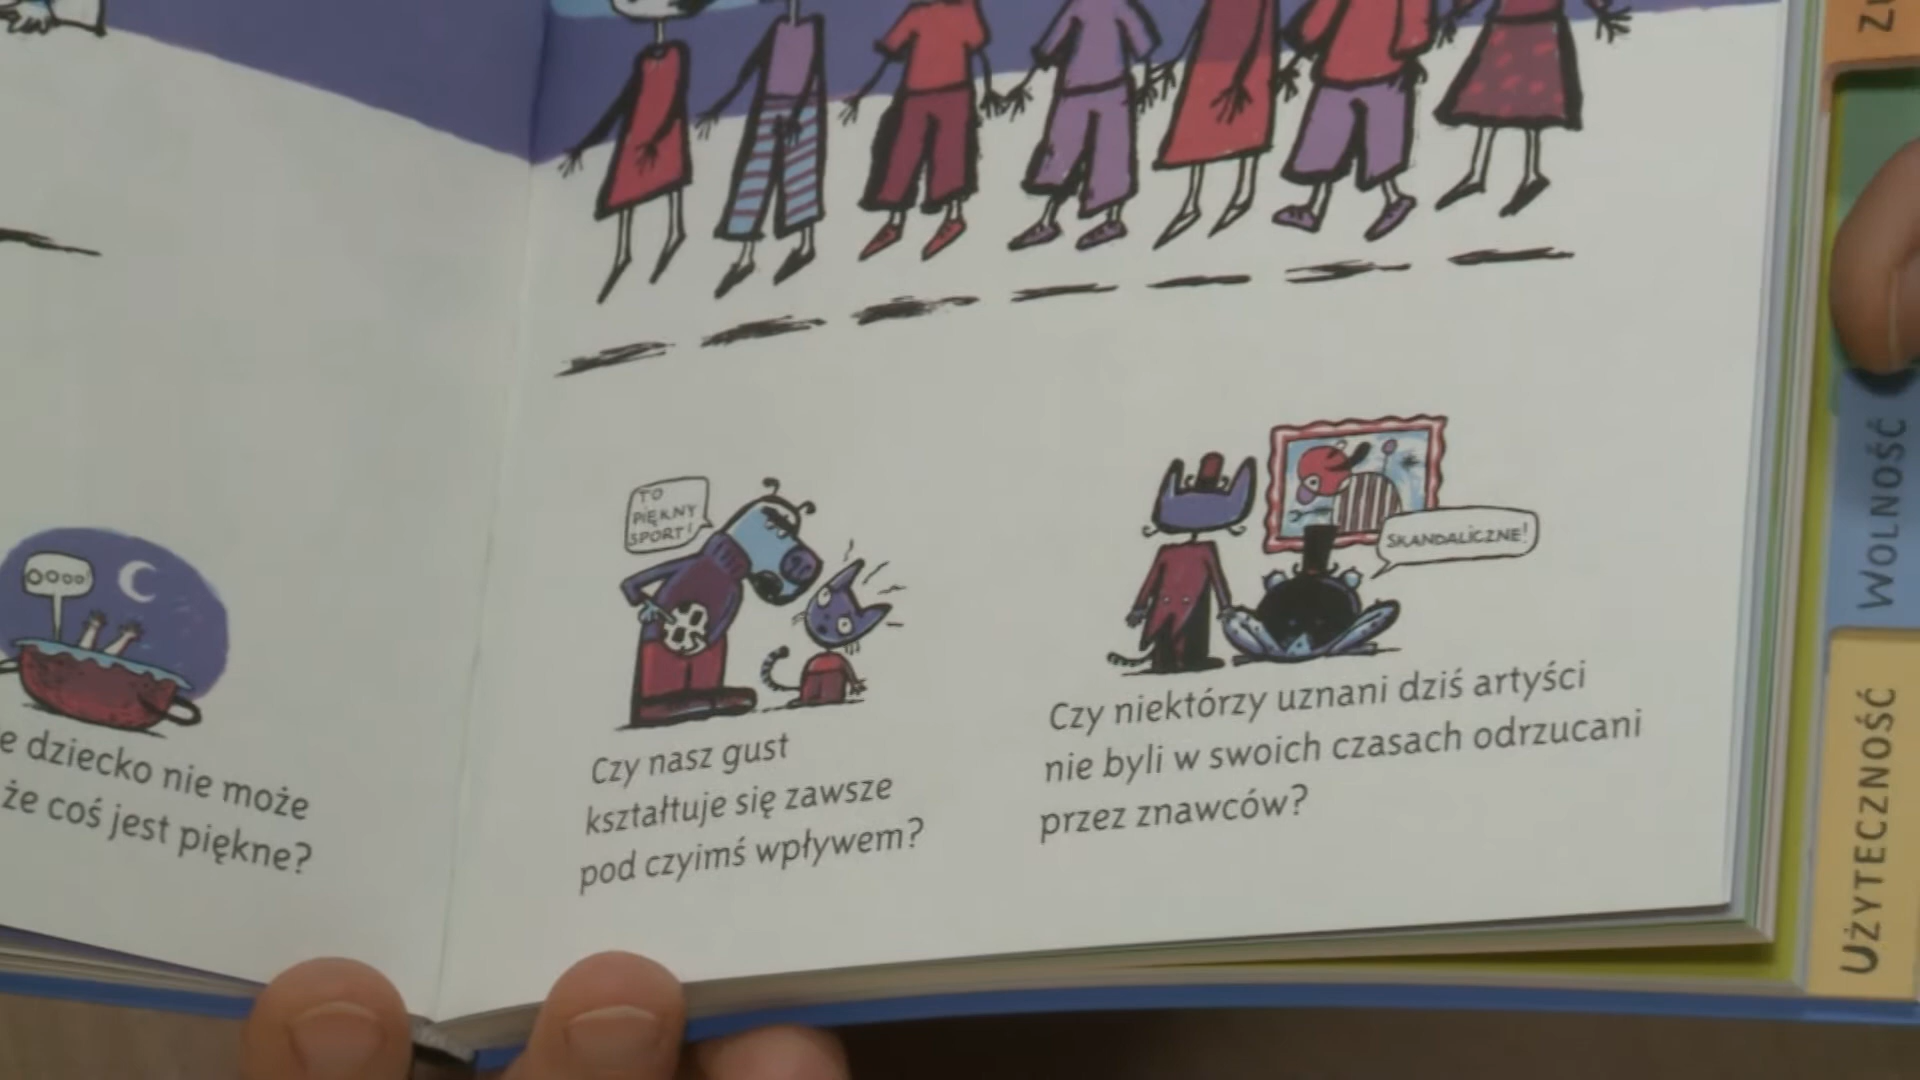 OOOO!
e dziecko nie może
że coś jest piękne?
TO
PIĘKNY
SPORT!
Czy nasz gust
kształtuje się zawsze
pod czyimś wpływem?
SKANDALICZNE!
Czy niektórzy uznani dziś artyści
nie byli w swoich czasach odrzucani
przez znawców?
WOLNOŚĆ
UŻYTECZNOŚĆ